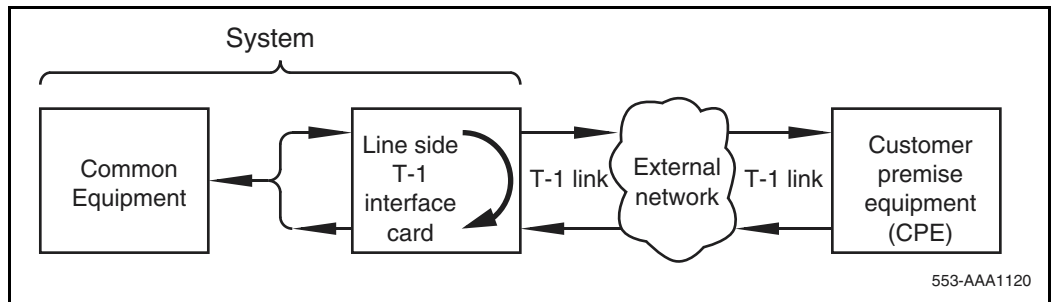 System
Common
Equipment
Line side
T-1
interface
card
T-1 link
External
network
T-1 link
Customer
premise
equipment
(CPE)
553-AAA1120